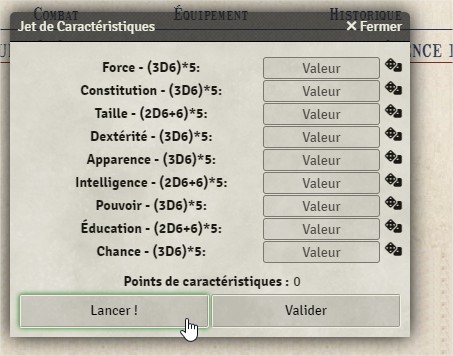 Combat Équipement Historique
Jet de Caractéristiques ✕ Fermer
Force - (3D6)*5: Valeur
Constitution - (3D6)*5: Valeur
Taille - (2D6+6)*5: Valeur
Dextérité - (3D6)*5: Valeur
Apparence - (3D6)*5: Valeur
Intelligence - (2D6+6)*5: Valeur
Pouvoir - (3D6)*5: Valeur
Éducation - (2D6+6)*5: Valeur
Chance - (3D6)*5: Valeur
Points de caractéristiques : 0
Lancer ! Valider